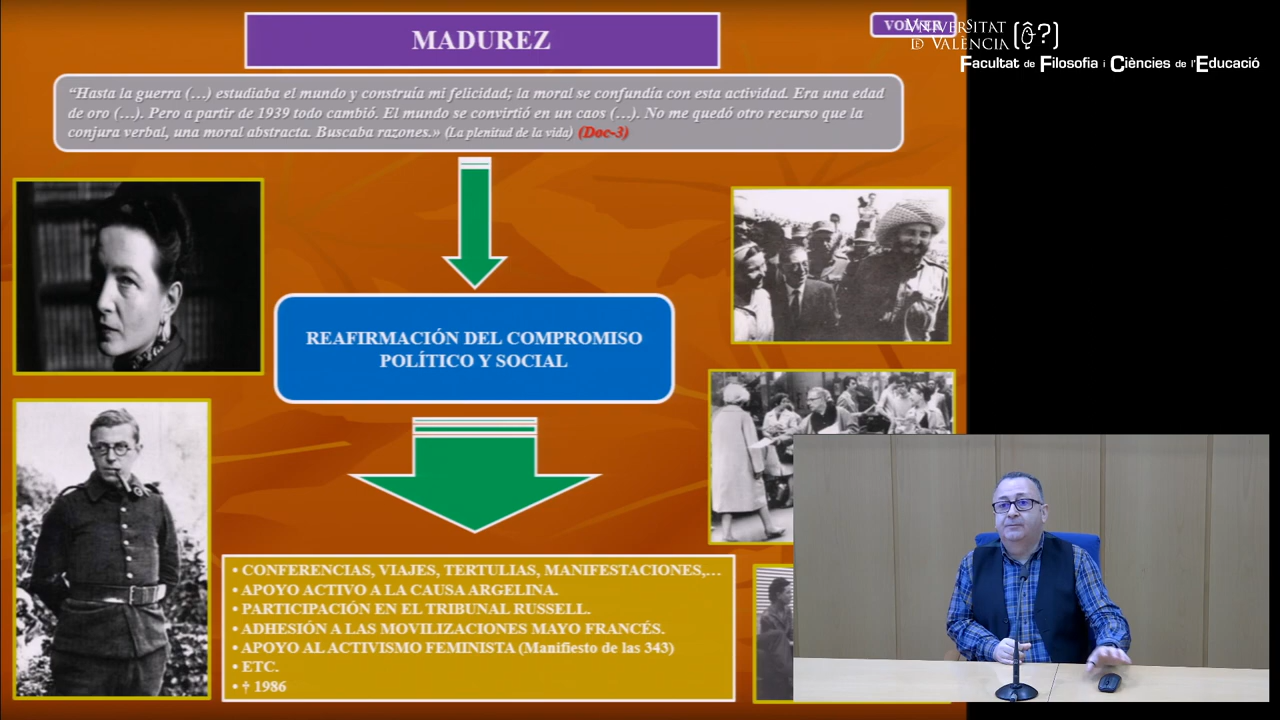 MADUREZ
VOLVER
VNIVERSITAT
DE VALÈNCIA
Facultat de Filosofia i Ciències de l'Educació
“Hasta la guerra (…) estudiaba el mundo y construía mi felicidad; la moral se confundía con esta actividad. Era una edad
de oro (…). Pero a partir de 1939 todo cambió. El mundo se convirtió en un caos (…). No me quedó otro recurso que la
conjura verbal, una moral abstracta. Buscaba razones.» (La plenitud de la vida) (Doc-3)
REAFIRMACIÓN DEL COMPROMISO
POLÍTICO Y SOCIAL
• CONFERENCIAS, VIAJES, TERTULIAS, MANIFESTACIONES,…
• APOYO ACTIVO A LA CAUSA ARGELINA.
• PARTICIPACIÓN EN EL TRIBUNAL RUSSELL.
• ADHESIÓN A LAS MOVILIZACIONES MAYO FRANCÉS.
• APOYO AL ACTIVISMO FEMINISTA (Manifiesto de las 343)
• ETC.
• † 1986